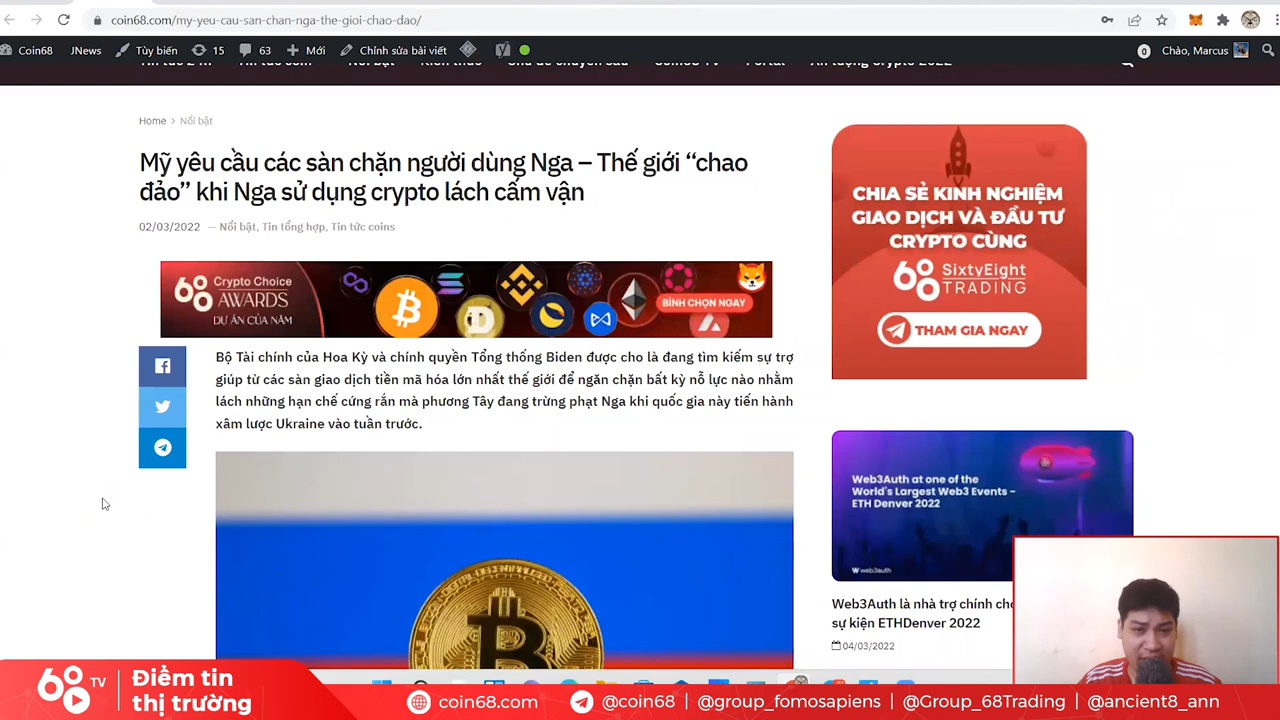 coin68.com/my-yeu-cau-san-chan-nga-the-gioi-chao-dao/
Coin68
JNews
Tùy biến
15
63
Mới
Chỉnh sửa bài viết
0
Chào, Marcus
Home > Nổi bật
Mỹ yêu cầu các sàn chặn người dùng Nga – Thế giới “chao
đảo” khi Nga sử dụng crypto lách cấm vận
02/03/2022 — Nổi bật, Tin tổng hợp, Tin tức coins
68 Crypto Choice
AWARDS
DỰ ÁN CỦA NĂM
BÌNH CHỌN NGAY
Bộ Tài chính của Hoa Kỳ và chính quyền Tổng thống Biden được cho là đang tìm kiếm sự trợ
giúp từ các sàn giao dịch tiền mã hóa lớn nhất thế giới để ngăn chặn bất kỳ nỗ lực nào nhằm
lách những hạn chế cứng rắn mà phương Tây đang trừng phạt Nga khi quốc gia này tiến hành
xâm lược Ukraine vào tuần trước.
CHIA SẺ KINH NGHIỆM
GIAO DỊCH VÀ ĐẦU TƯ
CRYPTO CÙNG
68 SixtyEight
TRADING
THAM GIA NGAY
Web3Auth at one of the
World's Largest Web3 Events –
ETH Denver 2022
web3auth
Web3Auth là nhà trợ chính cho
sự kiện ETHDenver 2022
04/03/2022
68 TV
Điểm tin
thị trường
coin68.com
@coin68 | @group_fomosapiens | @Group_68Trading | @ancient8_ann